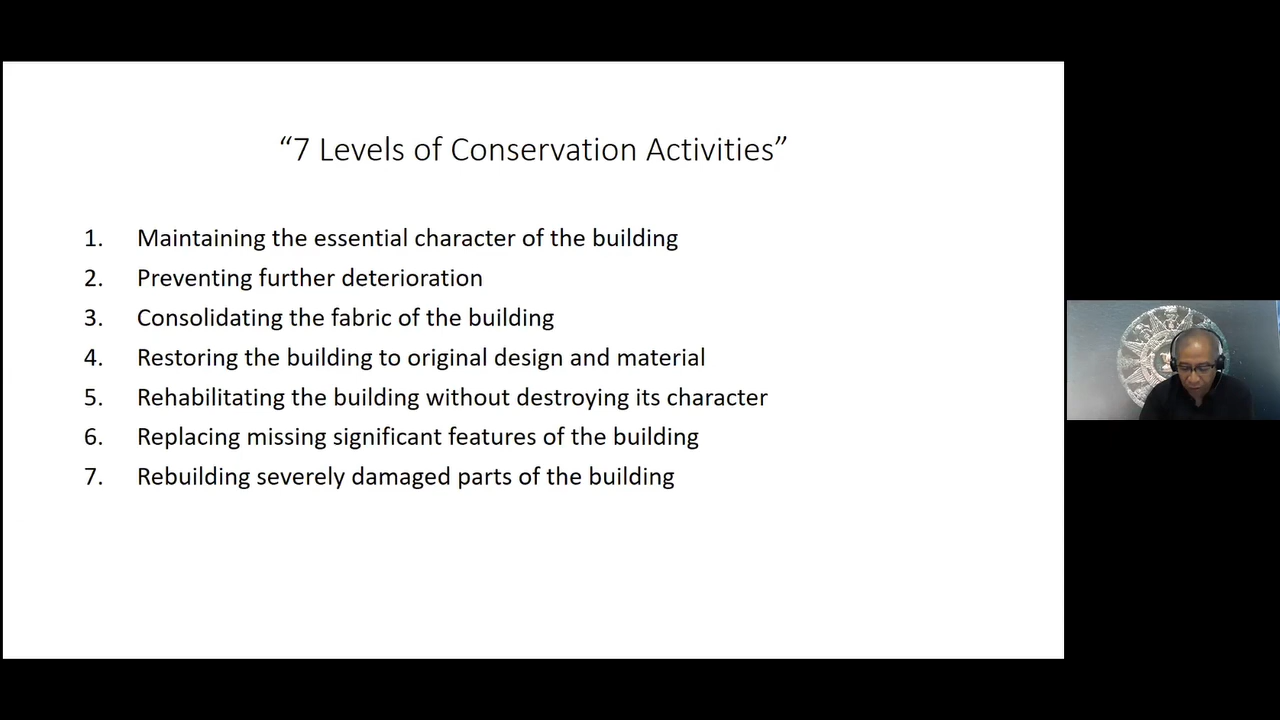 “7 Levels of Conservation Activities”
1. Maintaining the essential character of the building
2. Preventing further deterioration
3. Consolidating the fabric of the building
4. Restoring the building to original design and material
5. Rehabilitating the building without destroying its character
6. Replacing missing significant features of the building
7. Rebuilding severely damaged parts of the building